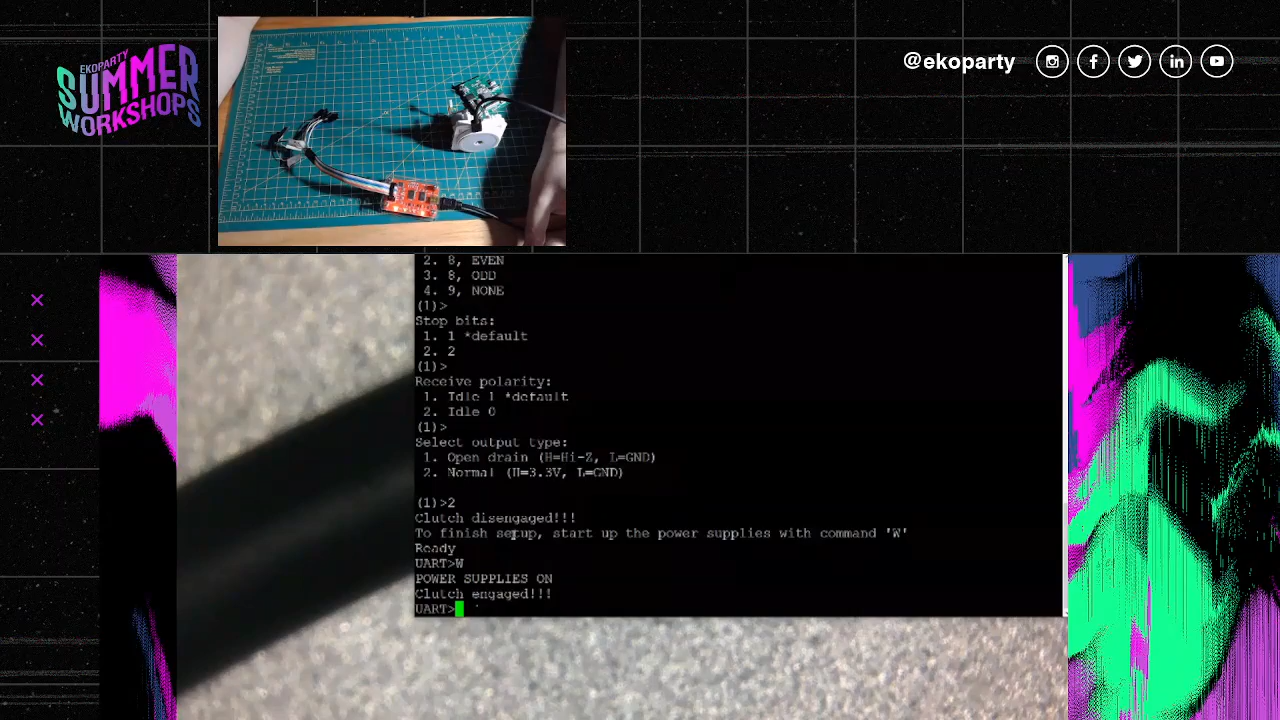 EKOPARTY
SUMMER
WORKSHOPS
@ekoparty
2. 8, EVEN
3. 8, ODD
4. 9, NONE
(1)>
Stop bits:
1. 1 *default
2. 2
(1)>
Receive polarity:
1. Idle 1 *default
2. Idle 0
(1)>
Select output type:
1. Open drain (H=Hi-Z, L=GND)
2. Normal (H=3.3V, L=GND)
(1)>2
Clutch disengaged!!!
To finish setup, start up the power supplies with command 'W'
Ready
UART>W
POWER SUPPLIES ON
Clutch engaged!!!
UART>